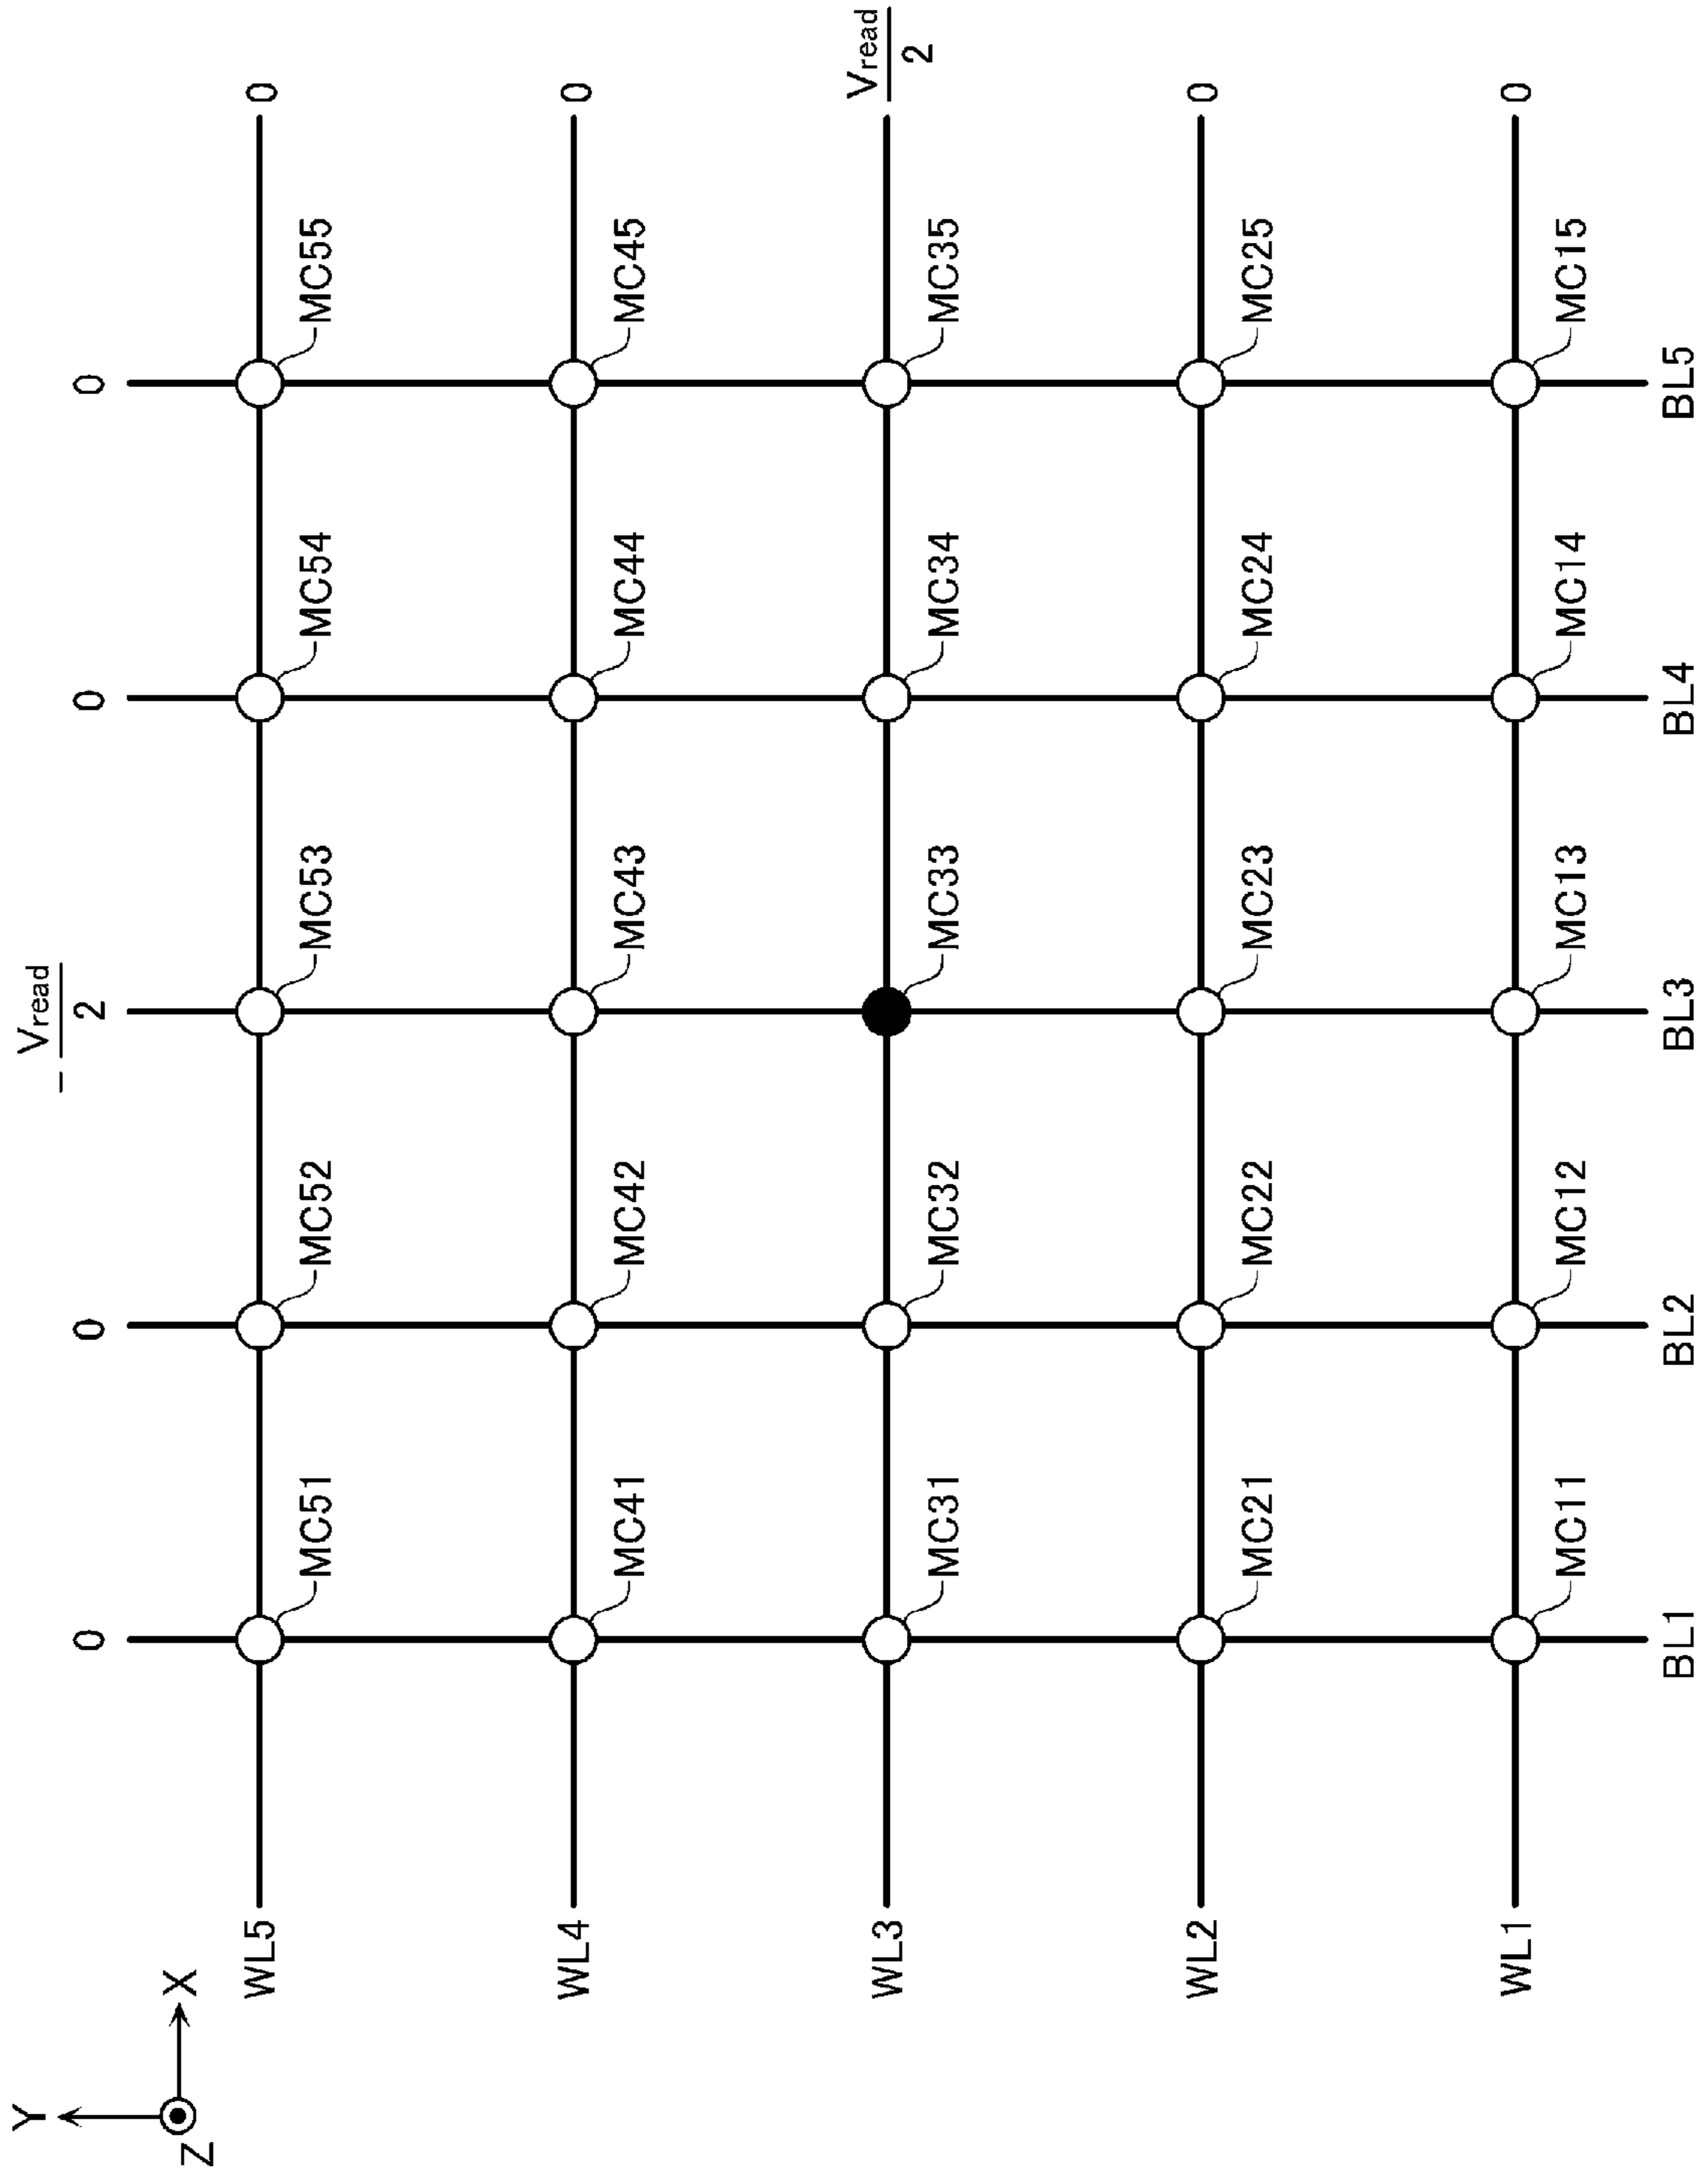 Y
- Vread
0 0 2 0 0
X
Z
WL5 0
MC51 MC52 MC53 MC54 MC55
WL4 0
MC41 MC42 MC43 MC44 MC45
WL3 Vread
2
MC31 MC32 MC33 MC34 MC35
WL2 0
MC21 MC22 MC23 MC24 MC25
WL1 0
MC11 MC12 MC13 MC14 MC15
BL1 BL2 BL3 BL4 BL5